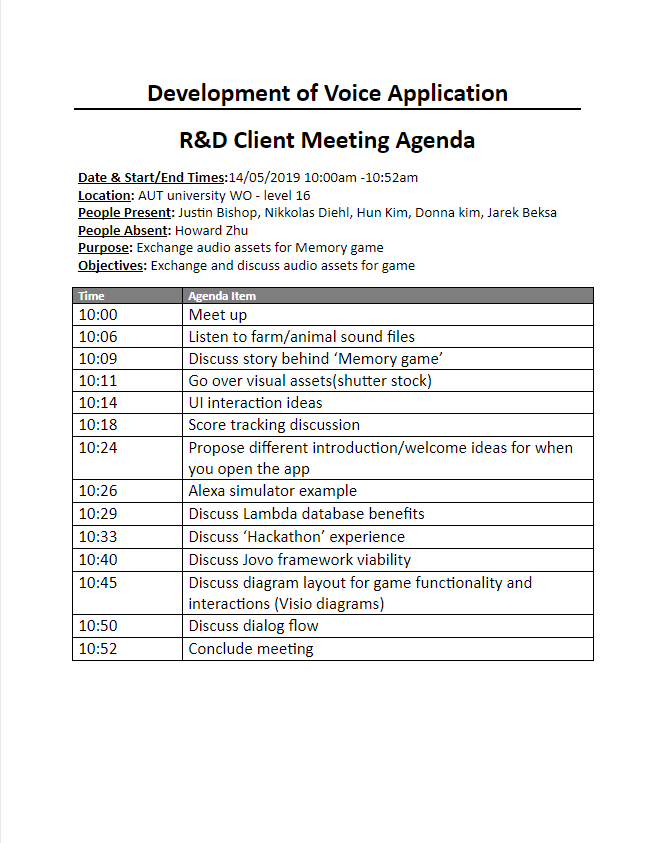 Development of Voice Application
R&D Client Meeting Agenda
Date & Start/End Times:14/05/2019 10:00am -10:52am
Location: AUT university WO - level 16
People Present: Justin Bishop, Nikkolas Diehl, Hun Kim, Donna kim, Jarek Beksa
People Absent: Howard Zhu
Purpose: Exchange audio assets for Memory game
Objectives: Exchange and discuss audio assets for game
Time Agenda Item
10:00 Meet up
10:06 Listen to farm/animal sound files
10:09 Discuss story behind ‘Memory game’
10:11 Go over visual assets(shutter stock)
10:14 UI interaction ideas
10:18 Score tracking discussion
10:24 Propose different introduction/welcome ideas for when
you open the app
10:26 Alexa simulator example
10:29 Discuss Lambda database benefits
10:33 Discuss ‘Hackathon’ experience
10:40 Discuss Jovo framework viability
10:45 Discuss diagram layout for game functionality and
interactions (Visio diagrams)
10:50 Discuss dialog flow
10:52 Conclude meeting